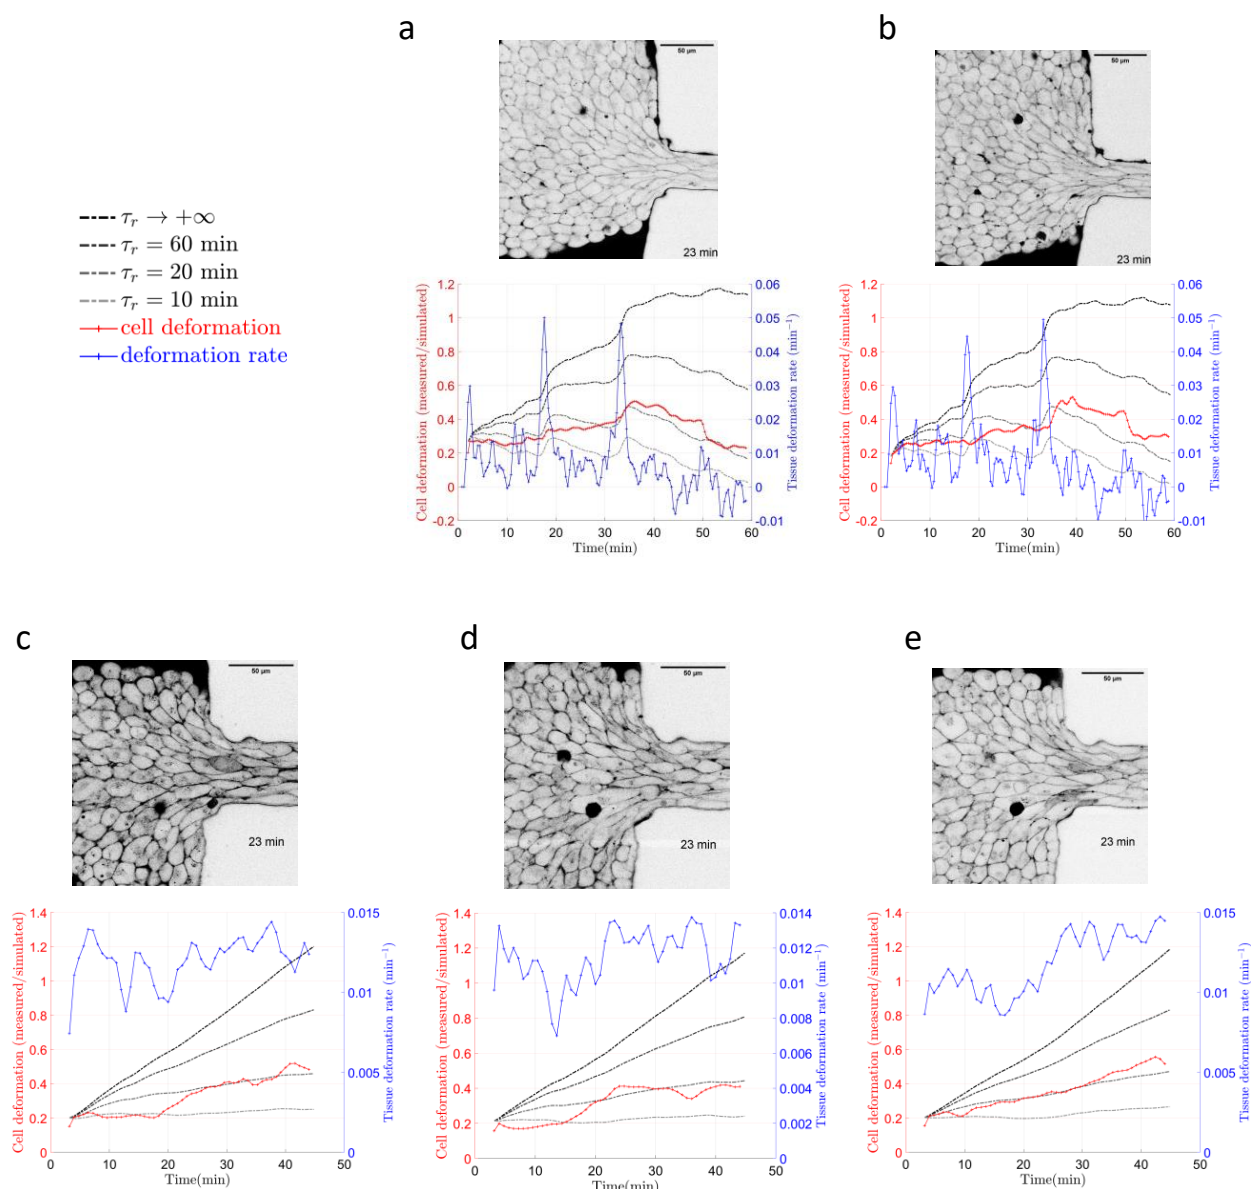 a
b
50 µm
50 µm
23 min
23 min
τr → +∞
τr = 60 min
τr = 20 min
τr = 10 min
cell deformation
deformation rate
Cell deformation (measured/simulated)
1.2
1
0.8
0.6
0.4
0.2
0
-0.2
0 10 20 30 40 50 60
Time(min)
0.06
0.05
0.04
0.03
0.02
0.01
0
-0.01
Tissue deformation rate (min⁻¹)
Cell deformation (measured/simulated)
1.2
1
0.8
0.6
0.4
0.2
0
-0.2
0 10 20 30 40 50 60
Time(min)
0.06
0.05
0.04
0.03
0.02
0.01
0
-0.01
Tissue deformation rate (min⁻¹)
c
d
e
50 µm
50 µm
50 µm
23 min
23 min
23 min
Cell deformation (measured/simulated)
1.4
1.2
1
0.8
0.6
0.4
0.2
0
0 10 20 30 40 50
Time(min)
0.015
0.01
0.005
0
Tissue deformation rate (min⁻¹)
Cell deformation (measured/simulated)
1.4
1.2
1
0.8
0.6
0.4
0.2
0
0 10 20 30 40 50
Time(min)
0.014
0.012
0.01
0.008
0.006
0.004
0.002
0
Tissue deformation rate (min⁻¹)
Cell deformation (measured/simulated)
1.4
1.2
1
0.8
0.6
0.4
0.2
0
0 10 20 30 40 50
Time(min)
0.015
0.01
0.005
0
Tissue deformation rate (min⁻¹)